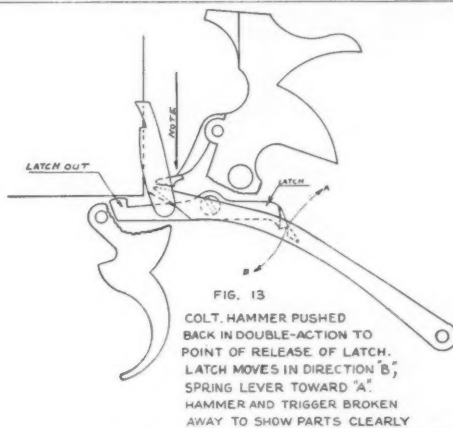 NOTE
LATCH OUT
LATCH
A
B
FIG. 13
COLT. HAMMER PUSHED
BACK IN DOUBLE-ACTION TO
POINT OF RELEASE OF LATCH.
LATCH MOVES IN DIRECTION "B",
SPRING LEVER TOWARD "A".
HAMMER AND TRIGGER BROKEN
AWAY TO SHOW PARTS CLEARLY